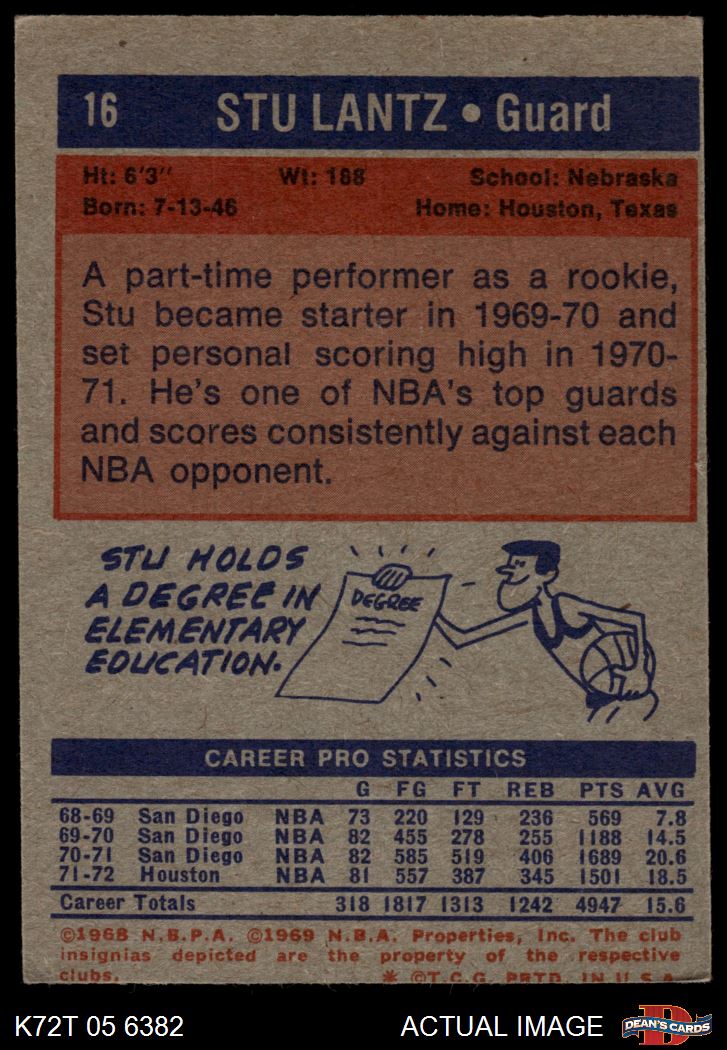 16 STU LANTZ • Guard
Ht: 6'3" Wt: 188 School: Nebraska
Born: 7-13-46 Home: Houston, Texas
A part-time performer as a rookie,
Stu became starter in 1969-70 and
set personal scoring high in 1970-
71. He's one of NBA's top guards
and scores consistently against each
NBA opponent.
STU HOLDS
A DEGREE IN
ELEMENTARY
EDUCATION.
DEGREE
CAREER PRO STATISTICS
G FG FT REB PTS AVG
68-69 San Diego NBA 73 220 129 236 569 7.8
69-70 San Diego NBA 82 455 278 255 1188 14.5
70-71 San Diego NBA 82 585 519 406 1689 20.6
71-72 Houston NBA 81 557 387 345 1501 18.5
Career Totals 318 1817 1313 1242 4947 15.6
©1968 N.B.P.A. ©1969 N.B.A. Properties, Inc. The club
insignias depicted are the property of the respective
clubs. * ©T.C.G. PRTD. IN U.S.A.
K72T 05 6382 ACTUAL IMAGE
D
DEAN'S CARDS